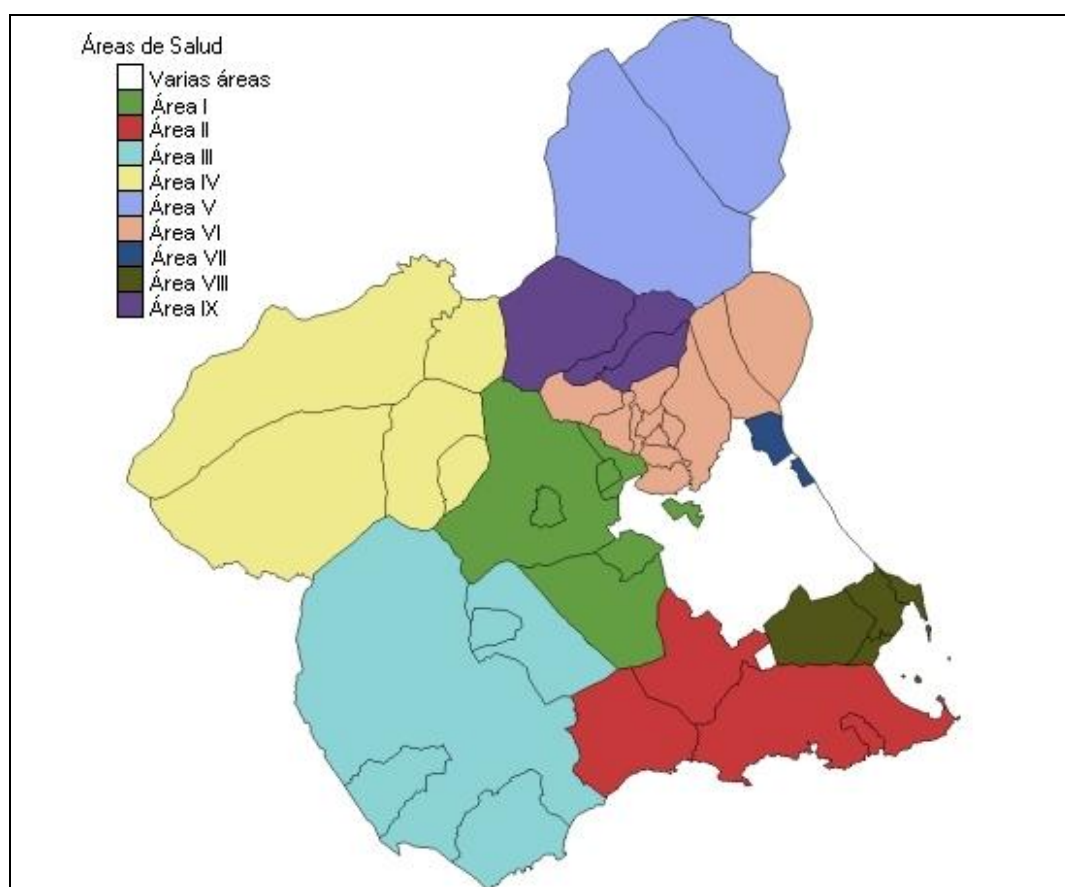 Áreas de Salud
Varias áreas
Área I
Área II
Área III
Área IV
Área V
Área VI
Área VII
Área VIII
Área IX